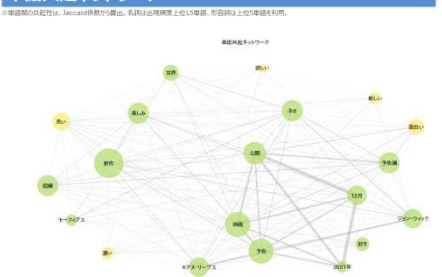 ※単語間の共起性は、Jaccard係数から算出。名詞は出現頻度上位15単語、形容詞は上位5単語を利用。
単語共起ネットワーク
世界
欲しい
楽しみ
ネオ
新しい
良い
面白い
公開
新作
予告編
続編
12月
モーフィアス
映画
ジョン・ウィック
予告
好き
凄い
キアヌ・リーブス
2021年